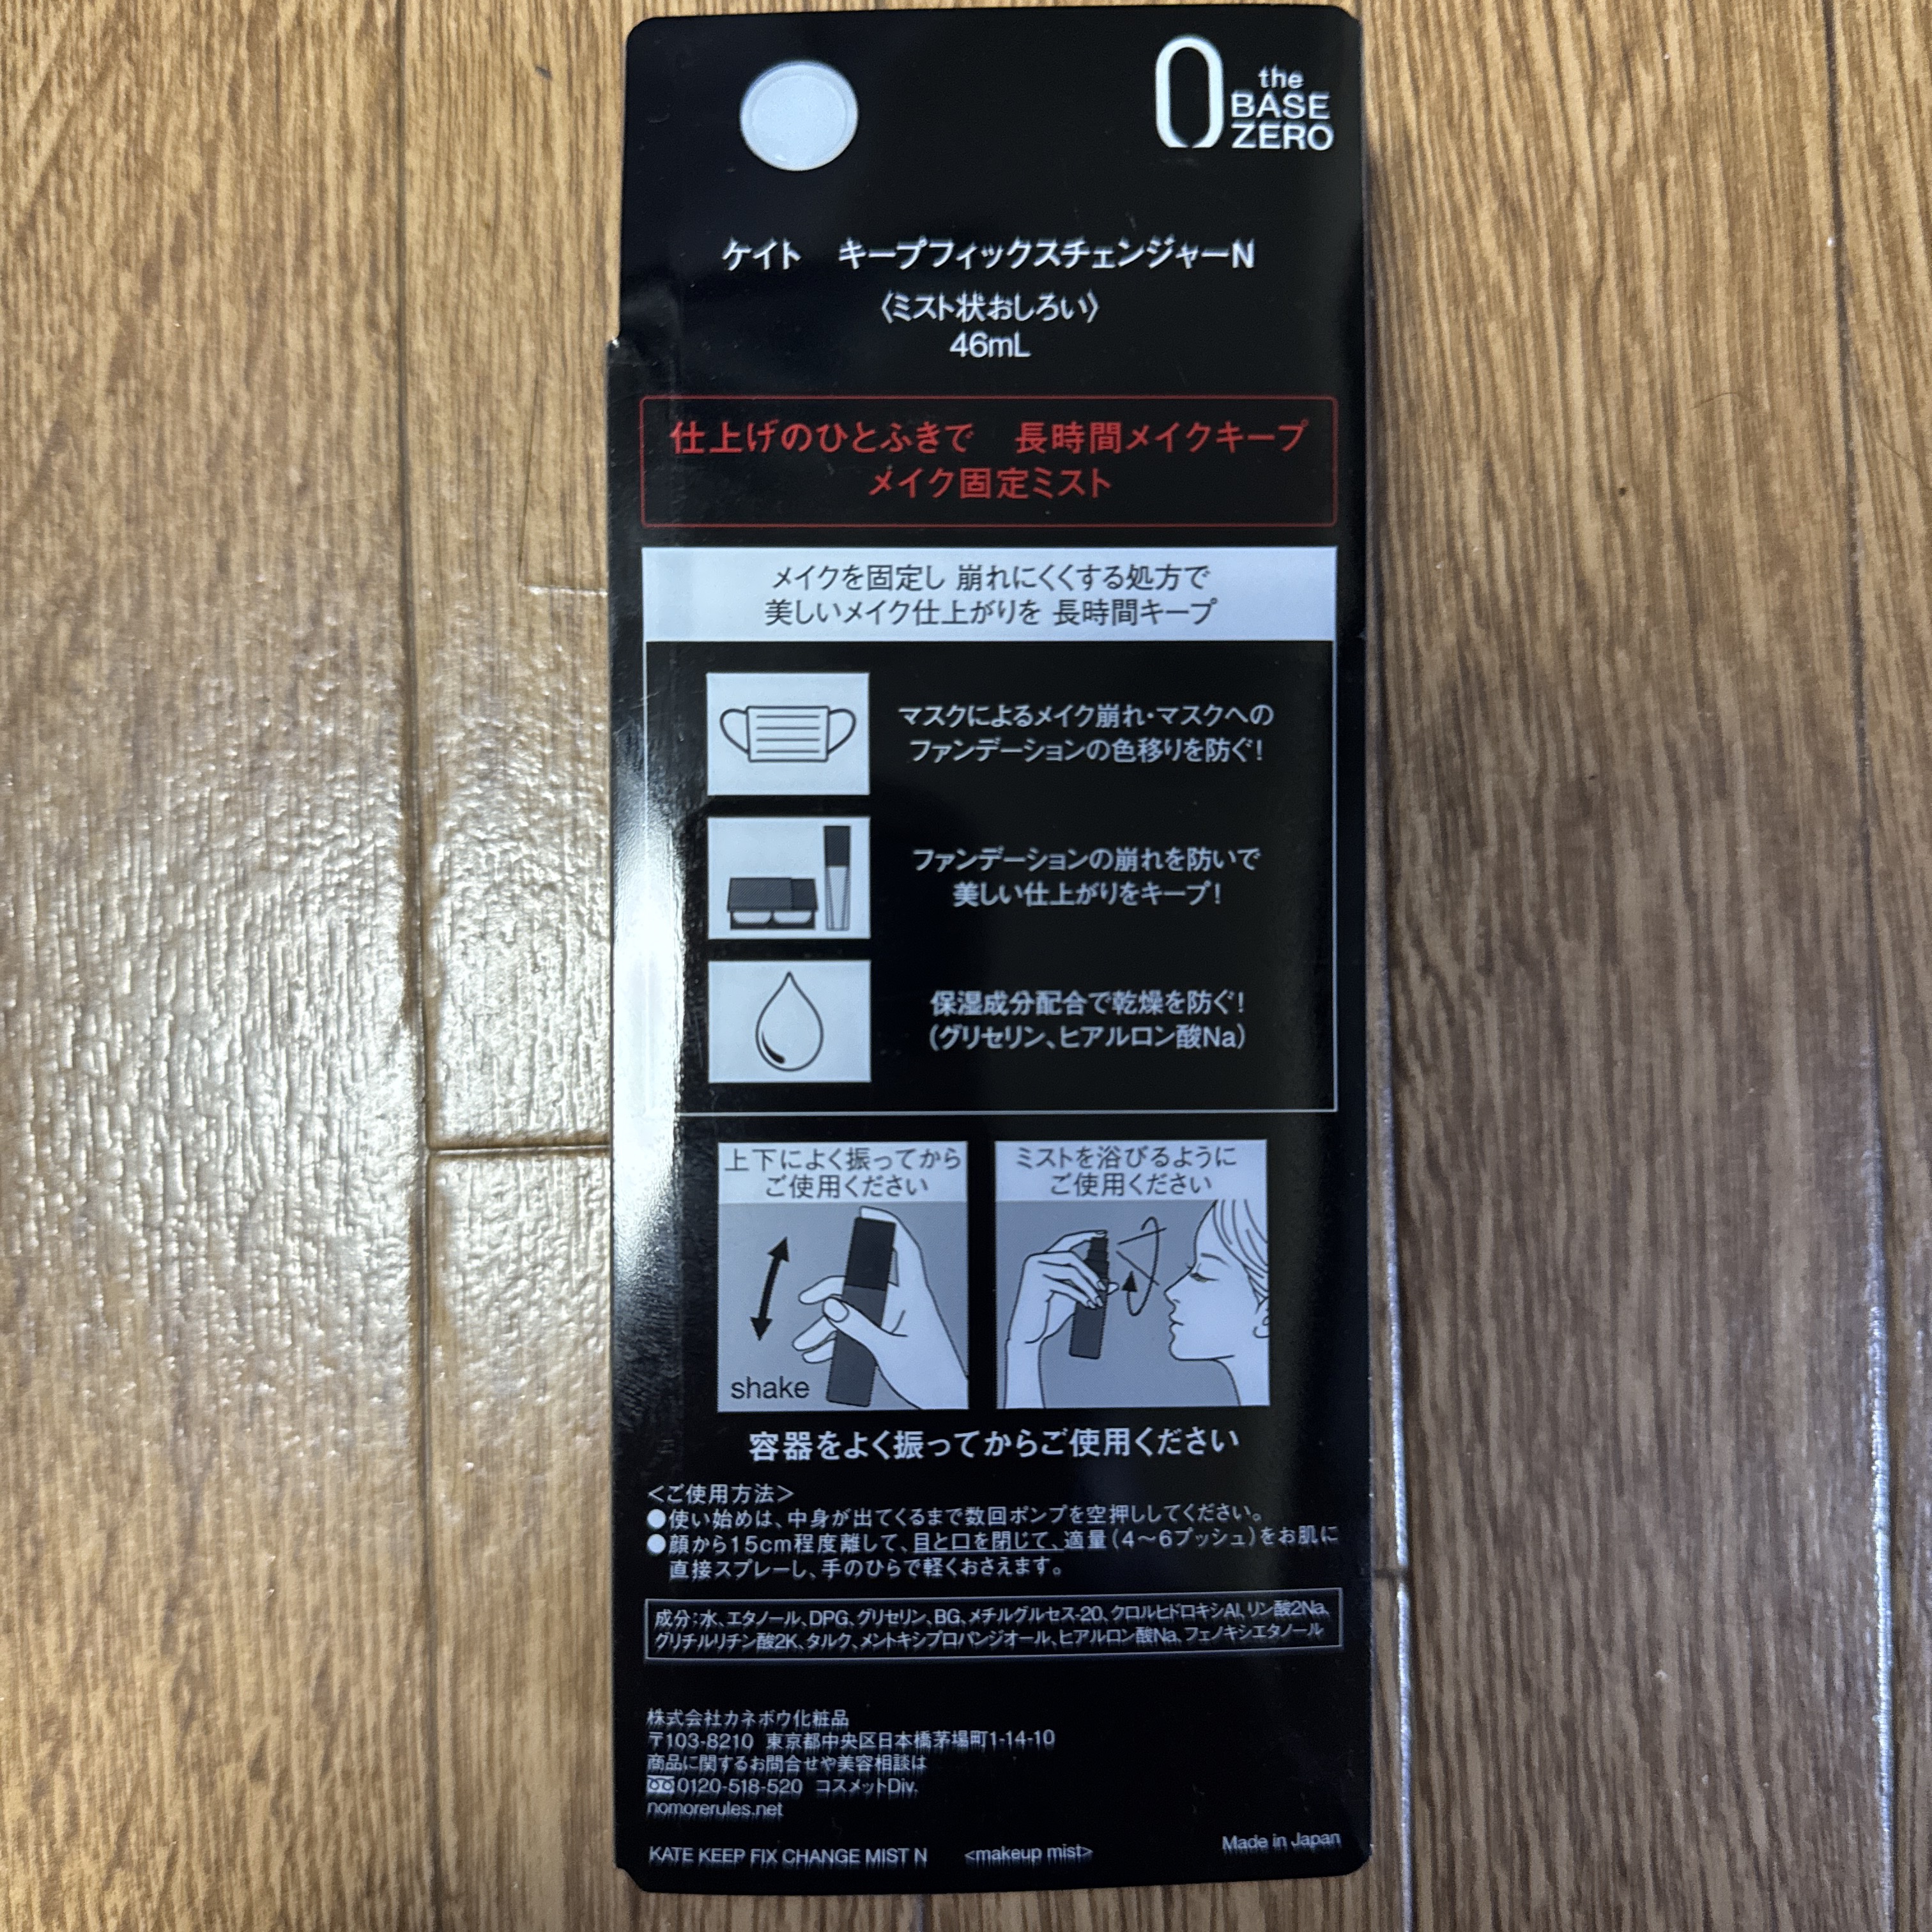 the
BASE
ZERO
ケイト　キープフィックスチェンジャーN
〈ミスト状おしろい〉
46mL
仕上げのひとふきで　長時間メイクキープ
メイク固定ミスト
メイクを固定し 崩れにくくする処方で
美しいメイク仕上がりを 長時間キープ
マスクによるメイク崩れ・マスクへの
ファンデーションの色移りを防ぐ!
ファンデーションの崩れを防いで
美しい仕上がりをキープ!
保湿成分配合で乾燥を防ぐ!
(グリセリン、ヒアルロン酸Na)
上下によく振ってから
ご使用ください
shake
ミストを浴びるように
ご使用ください
容器をよく振ってからご使用ください
<ご使用方法>
●使い始めは、中身が出てくるまで数回ポンプを空押ししてください。
●顔から15cm程度離して、目と口を閉じて、適量(4〜6プッシュ)をお肌に
直接スプレーし、手のひらで軽くおさえます。
成分:水、エタノール、DPG、グリセリン、BG、メチルグルセス-20、クロルヒドロキシAl、リン酸2Na、
グリチルリチン酸2K、タルク、メントキシプロパンジオール、ヒアルロン酸Na、フェノキシエタノール
株式会社カネボウ化粧品
〒103-8210 東京都中央区日本橋茅場町1-14-10
商品に関するお問合せや美容相談は
0120-518-520 コスメットDiv.
nomorerules.net
KATE KEEP FIX CHANGE MIST N <makeup mist>
Made in Japan